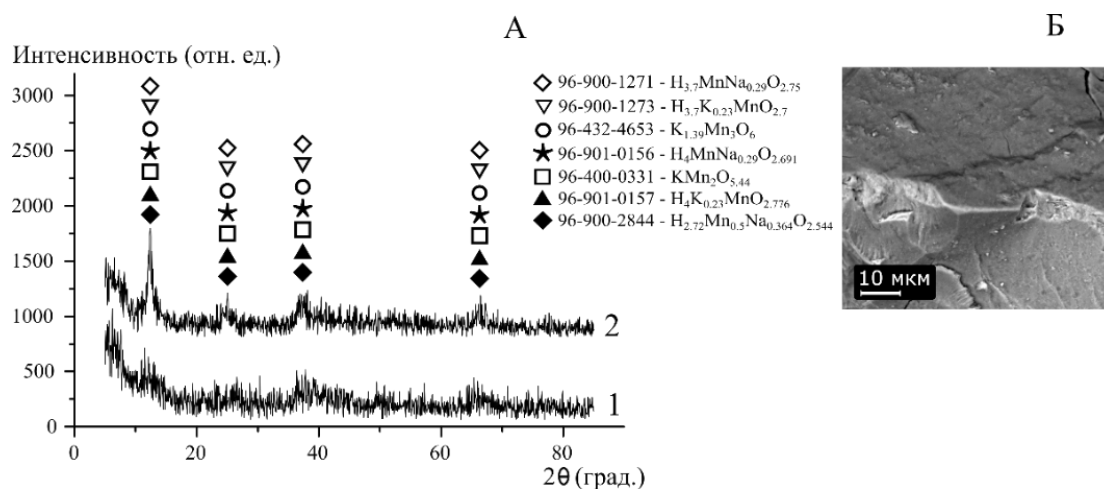 А
Б
Интенсивность (отн. ед.)
3000
2500
2000
1500
1000
500
0
0 20 40 60 80
2θ (град.)
96-900-1271 - H3.7MnNa0.29O2.75
96-900-1273 - H3.7K0.23MnO2.7
96-432-4653 - K1.39Mn3O6
96-901-0156 - H4MnNa0.29O2.691
96-400-0331 - KMn2O5.44
96-901-0157 - H4K0.23MnO2.776
96-900-2844 - H2.72Mn0.5Na0.364O2.544
2
1
10 мкм